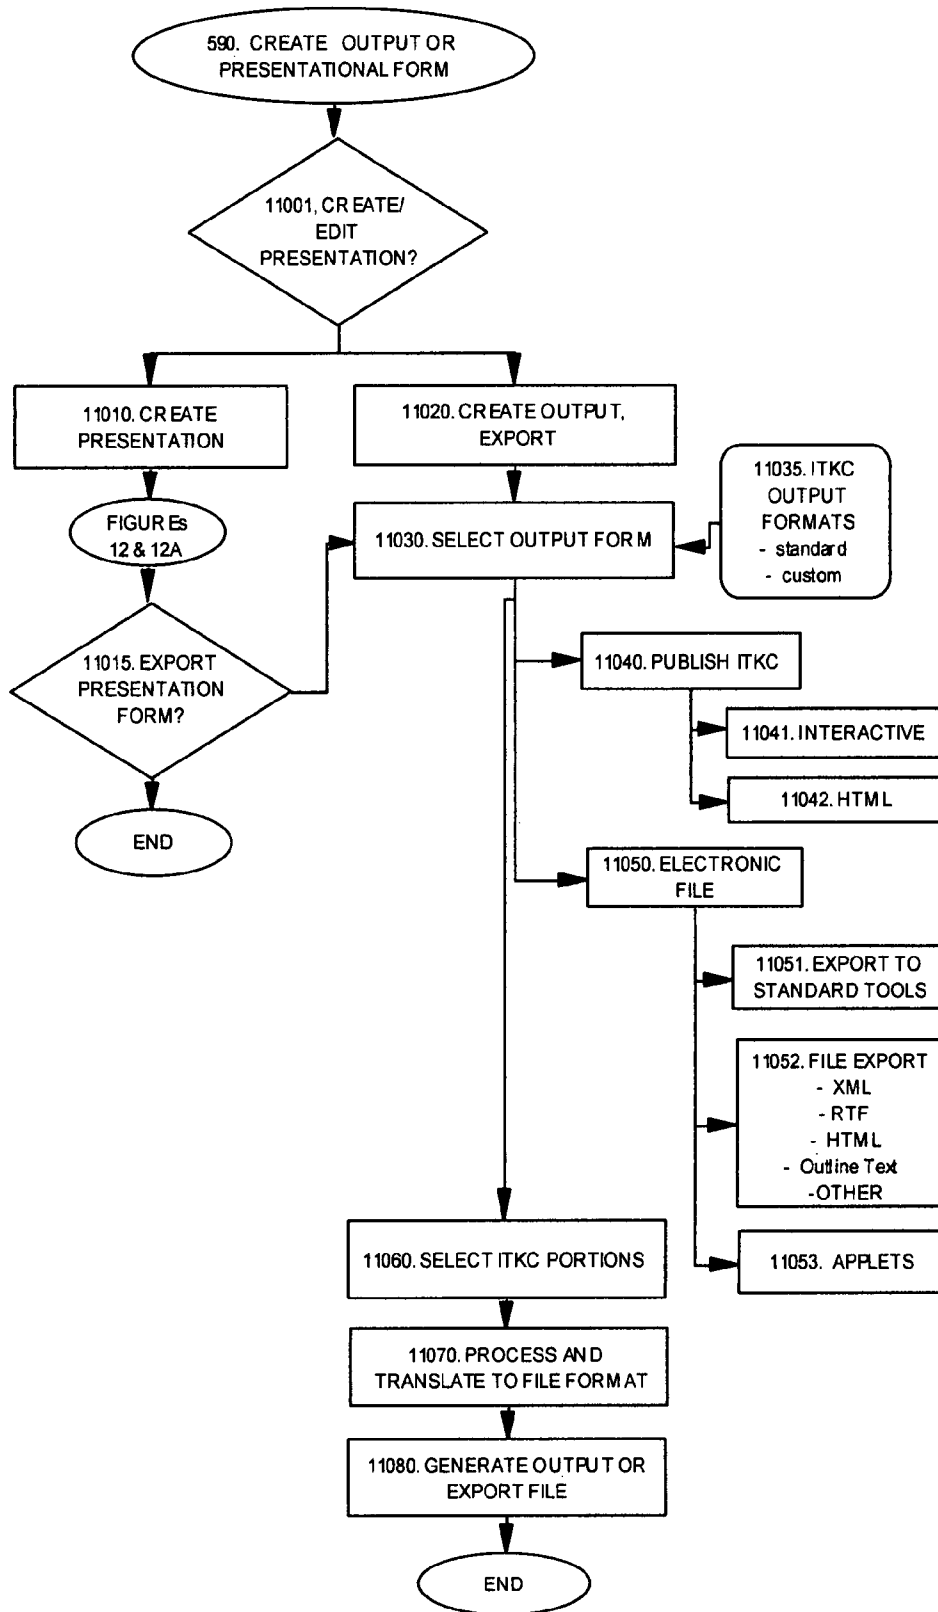 590. CREATE OUTPUT OR
PRESENTATIONAL FORM
11001, CREATE/
EDIT
PRESENTATION?
11010. CREATE
PRESENTATION
11020. CREATE OUTPUT,
EXPORT
FIGUREs
12 & 12A
11030. SELECT OUTPUT FORM
11035. ITKC
OUTPUT
FORMATS
- standard
- custom
11015. EXPORT
PRESENTATION
FORM?
END
11040. PUBLISH ITKC
11041. INTERACTIVE
11042. HTML
11050. ELECTRONIC
FILE
11051. EXPORT TO
STANDARD TOOLS
11052. FILE EXPORT
- XML
- RTF
- HTML
- Outline Text
-OTHER
11053. APPLETS
11060. SELECT ITKC PORTIONS
11070. PROCESS AND
TRANSLATE TO FILE FORMAT
11080. GENERATE OUTPUT OR
EXPORT FILE
END